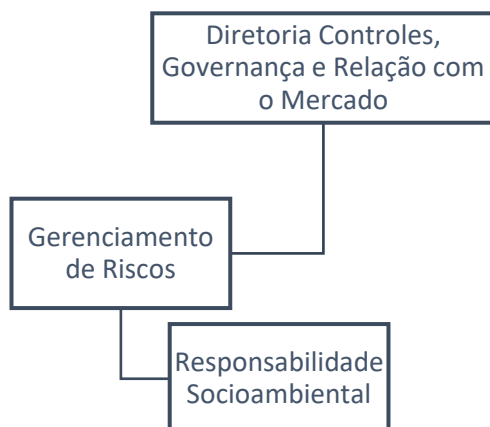 Diretoria Controles,
Governança e Relação com
o Mercado
Gerenciamento
de Riscos
Responsabilidade
Socioambiental